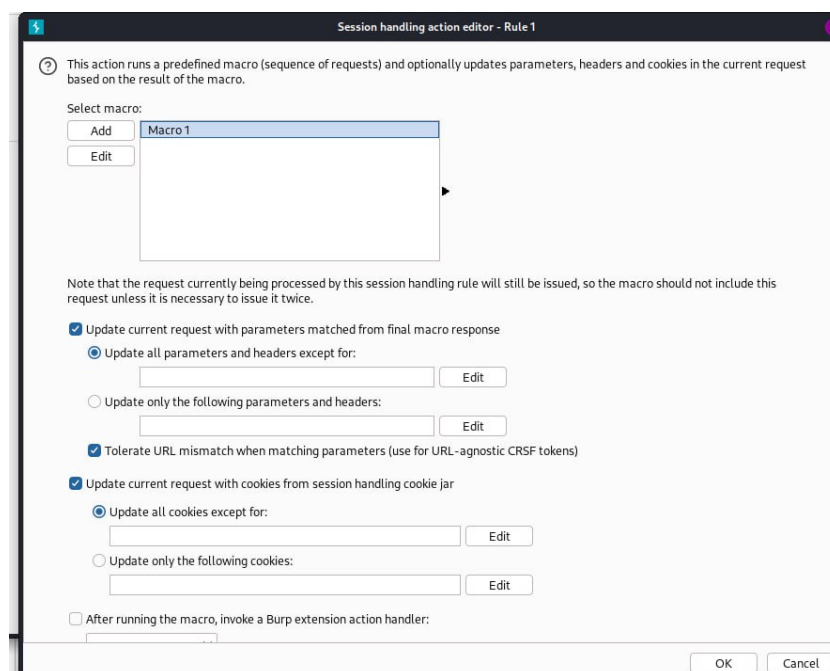 Session handling action editor - Rule 1
This action runs a predefined macro (sequence of requests) and optionally updates parameters, headers and cookies in the current request
based on the result of the macro.
Select macro:
Add
Macro 1
Edit
Note that the request currently being processed by this session handling rule will still be issued, so the macro should not include this
request unless it is necessary to issue it twice.
Update current request with parameters matched from final macro response
Update all parameters and headers except for:
Edit
Update only the following parameters and headers:
Edit
Tolerate URL mismatch when matching parameters (use for URL-agnostic CRSF tokens)
Update current request with cookies from session handling cookie jar
Update all cookies except for:
Edit
Update only the following cookies:
Edit
After running the macro, invoke a Burp extension action handler:
OK
Cancel